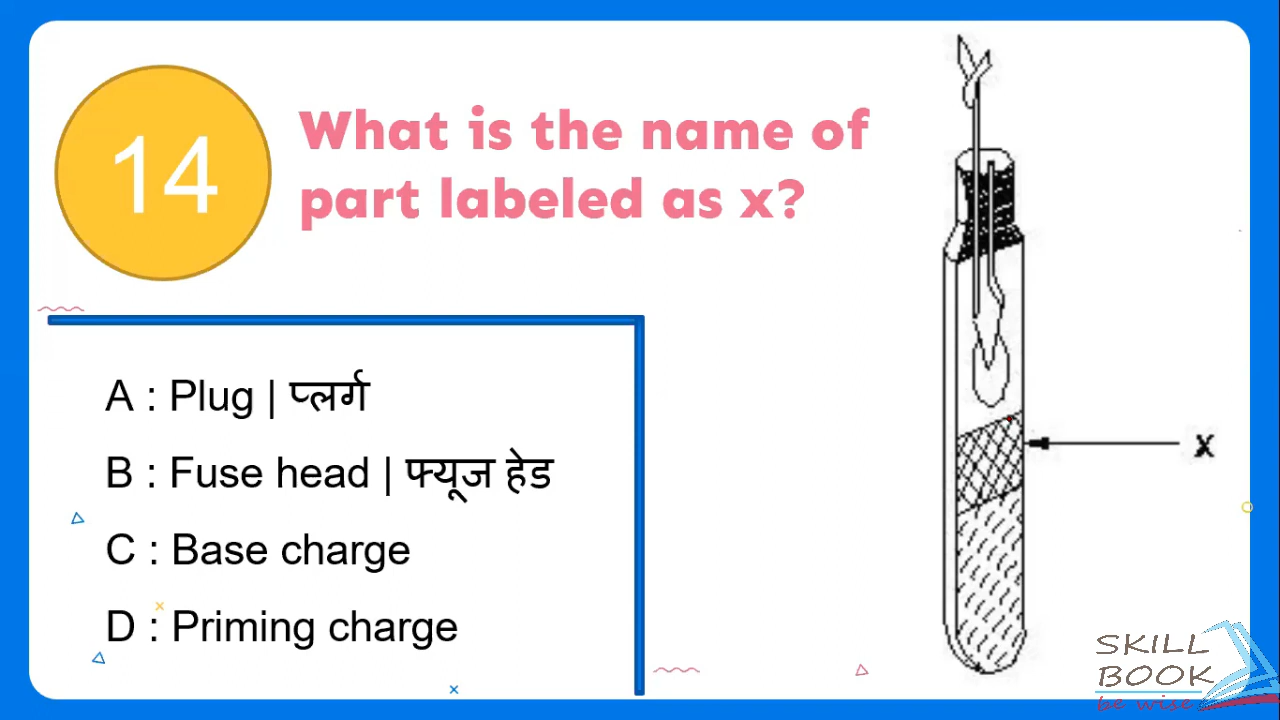 14
What is the name of
part labeled as x?
A : Plug | प्लर्ग
B : Fuse head | फ्यूज हेड
C : Base charge
D : Priming charge
X
SKILL
BOOK
be wise